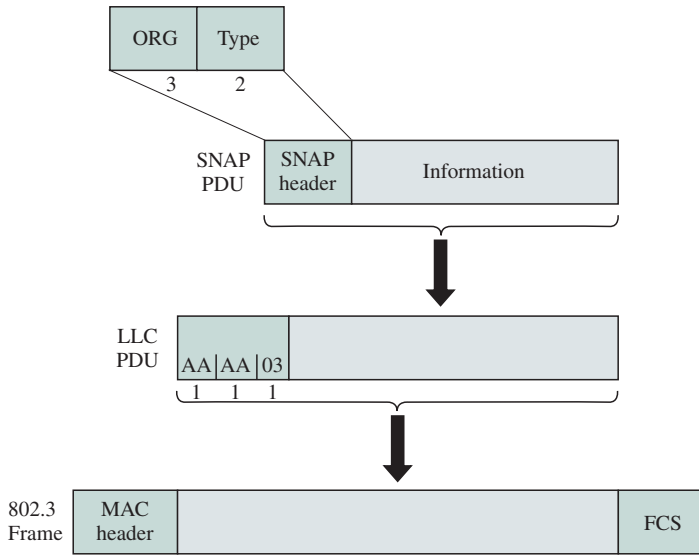 ORG Type
3 2
SNAP
PDU
SNAP
header
Information
LLC
PDU
AA AA 03
1 1 1
802.3
Frame
MAC
header
FCS